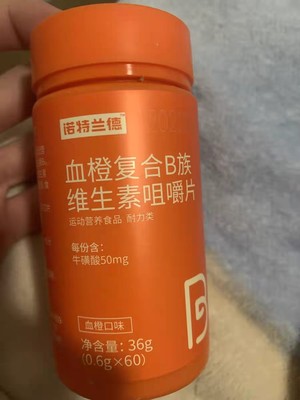 诺特兰德
血橙复合B族
维生素咀嚼片
运动营养食品 耐力类
每份含:
牛磺酸50mg
血橙口味
净含量: 36g
(0.6g×60)